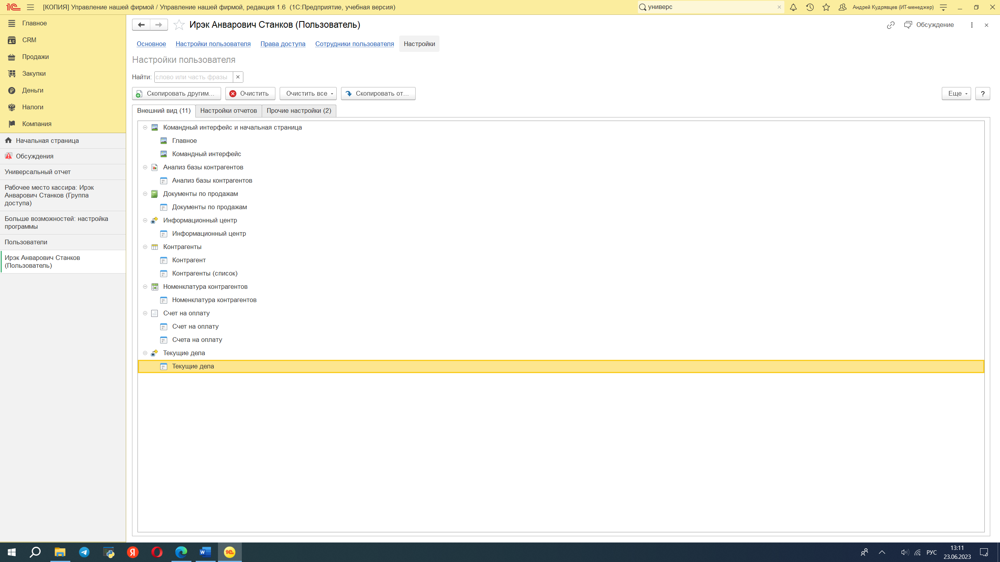 [КОПИЯ] Управление нашей фирмой / Управление нашей фирмой, редакция 1.6 (1С:Предприятие, учебная версия)
универс
Андрей Кудрявцев (ИТ-менеджер)
Главное
CRM
Продажи
Закупки
Деньги
Налоги
Компания
Начальная страница
Обсуждения
Универсальный отчет
Рабочее место кассира: Ирэк
Анварович Станков (Группа
доступа)
Больше возможностей: настройка
программы
Пользователи
Ирэк Анварович Станков
(Пользователь)
Ирэк Анварович Станков (Пользователь)
Обсуждение
Основное Настройки пользователя Права доступа Сотрудники пользователя Настройки
Настройки пользователя
Найти: слово или часть фразы
Скопировать другим... Очистить Очистить все Скопировать от... Еще ?
Внешний вид (11) Настройки отчетов Прочие настройки (2)
Командный интерфейс и начальная страница
Главное
Командный интерфейс
Анализ базы контрагентов
Анализ базы контрагентов
Документы по продажам
Документы по продажам
Информационный центр
Информационный центр
Контрагенты
Контрагент
Контрагенты (список)
Номенклатура контрагентов
Номенклатура контрагентов
Счет на оплату
Счет на оплату
Счета на оплату
Текущие дела
Текущие дела
РУС
13:11
23.06.2023